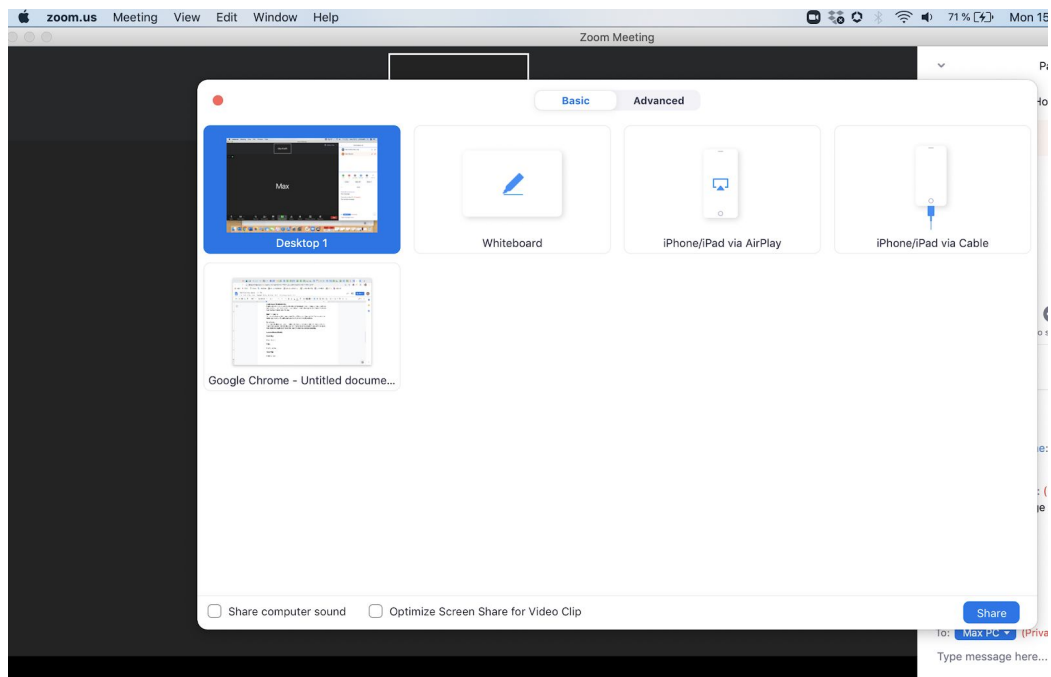 zoom.us Meeting View Edit Window Help 71 % Mon 15
Zoom Meeting
Basic Advanced
Max
Desktop 1
Whiteboard
iPhone/iPad via AirPlay
iPhone/iPad via Cable
Google Chrome - Untitled docume...
Share computer sound Optimize Screen Share for Video Clip
Share
To: Max PC (Priva
Type message here...